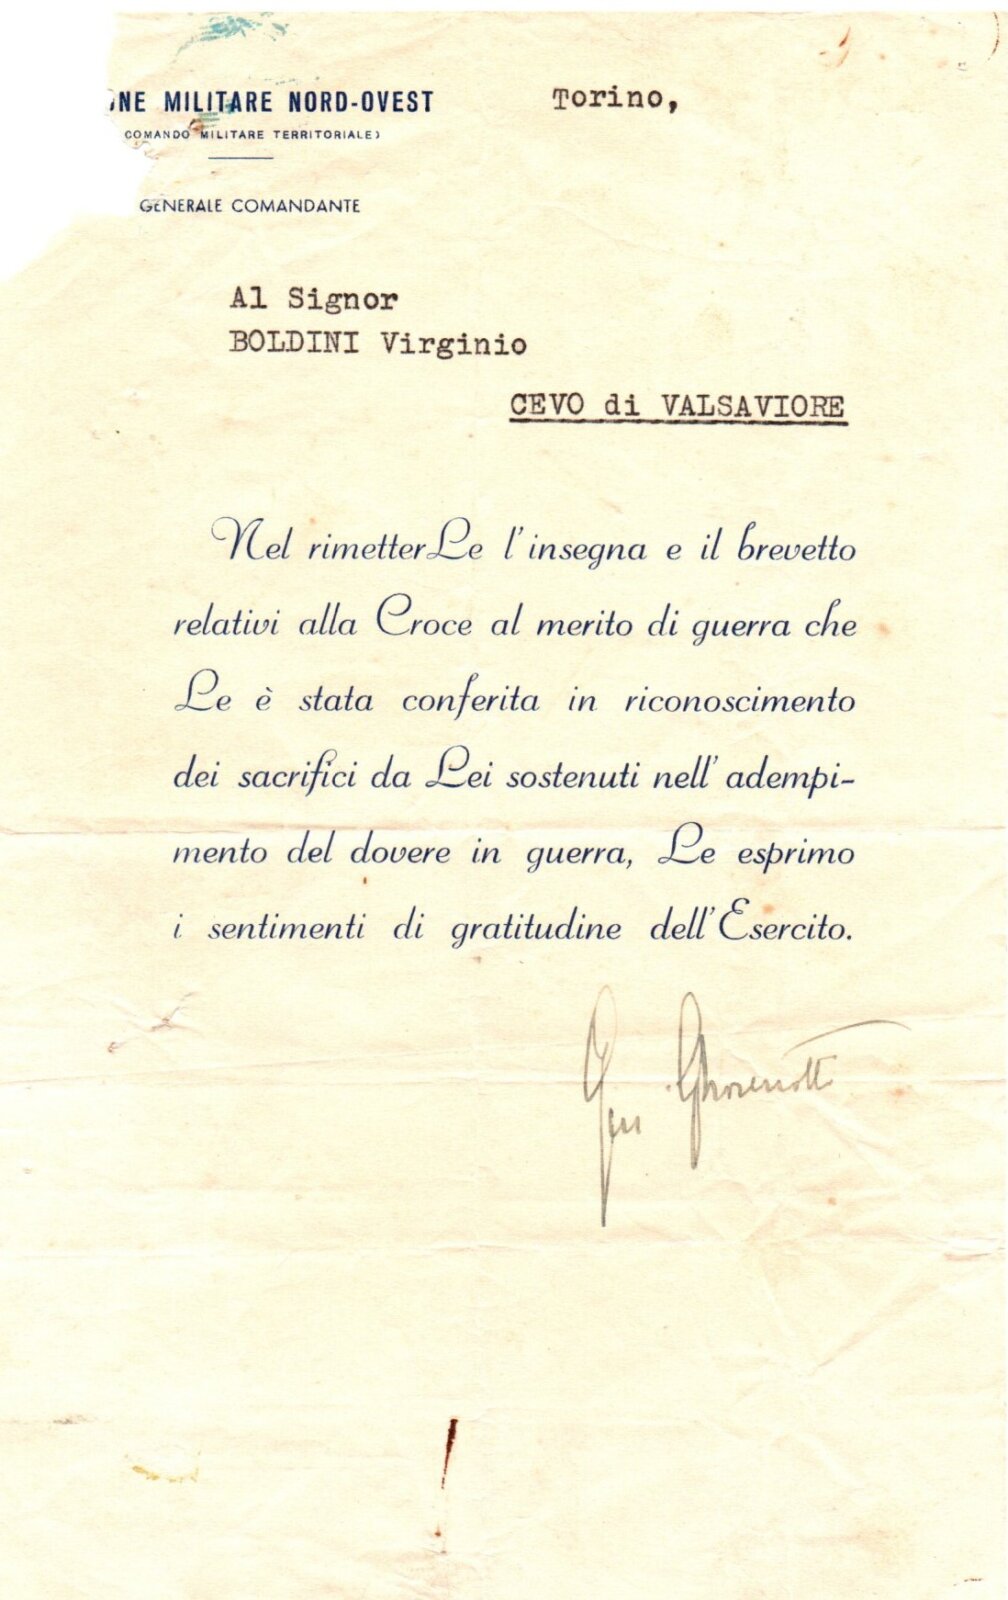 NE MILITARE NORD-OVEST
COMANDO MILITARE TERRITORIALE)
GENERALE COMANDANTE
Torino,
Al Signor
BOLDINI Virginio
CEVO di VALSAVIORE
Nel rimetterLe l'insegna e il brevetto
relativi alla Croce al merito di guerra che
Le è stata conferita in riconoscimento
dei sacrifici da Lei sostenuti nell' adempi-
mento del dovere in guerra, Le esprimo
i sentimenti di gratitudine dell'Esercito.